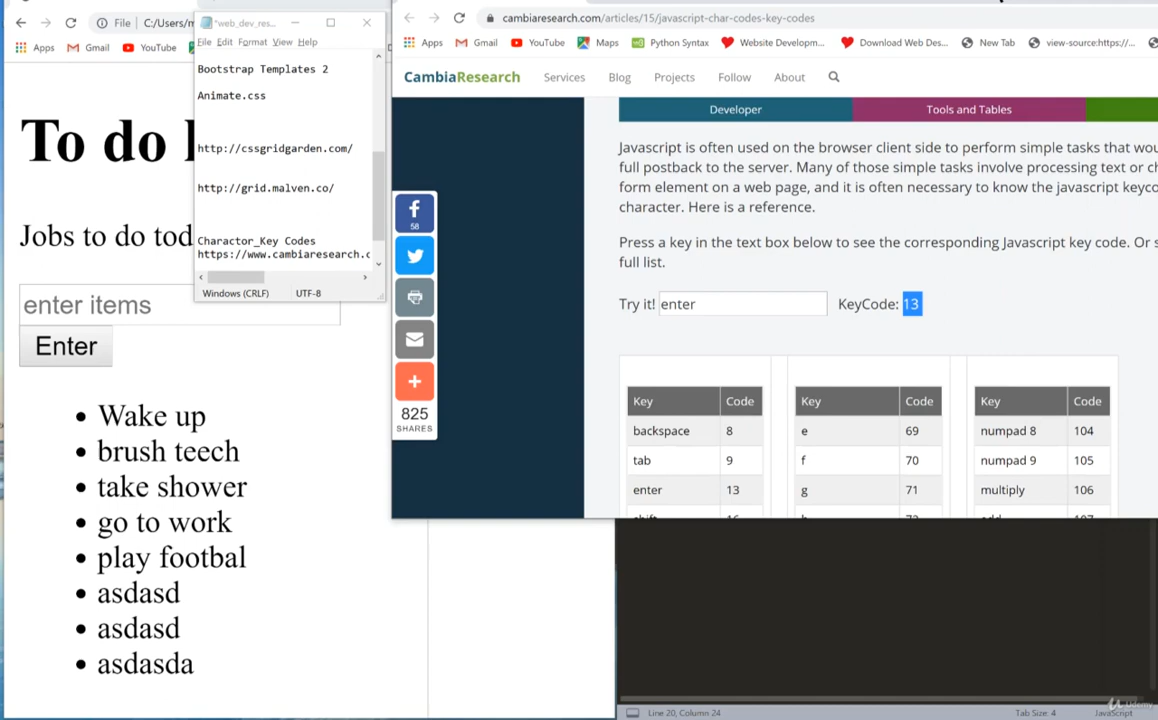 File
C:/Users/m
Apps
Gmail
YouTube
To do
Jobs to do tod
enter items
Enter
Wake up
brush teech
take shower
go to work
play footbal
asdasd
asdasd
asdasda
*web_dev_res...
File Edit Format View Help
Bootstrap Templates 2
Animate.css
http://cssgridgarden.com/
http://grid.malven.co/
Charactor_Key Codes
https://www.cambiaresearch.c
Windows (CRLF)
UTF-8
cambiaresearch.com/articles/15/javascript-char-codes-key-codes
Apps
Gmail
YouTube
Maps
Python Syntax
Website Developm...
Download Web Des...
New Tab
view-source:https://...
CambiaResearch
Services
Blog
Projects
Follow
About
Developer
Tools and Tables
Javascript is often used on the browser client side to perform simple tasks that wou
full postback to the server. Many of those simple tasks involve processing text or ch
form element on a web page, and it is often necessary to know the javascript keyco
character. Here is a reference.
Press a key in the text box below to see the corresponding Javascript key code. Or s
full list.
Try it! enter KeyCode: 13
58
825
SHARES
Key Code
backspace 8
tab 9
enter 13
Key Code
e 69
f 70
g 71
Key Code
numpad 8 104
numpad 9 105
multiply 106
Line 20, Column 24
Tab Size: 4
JavaScript
Udemy